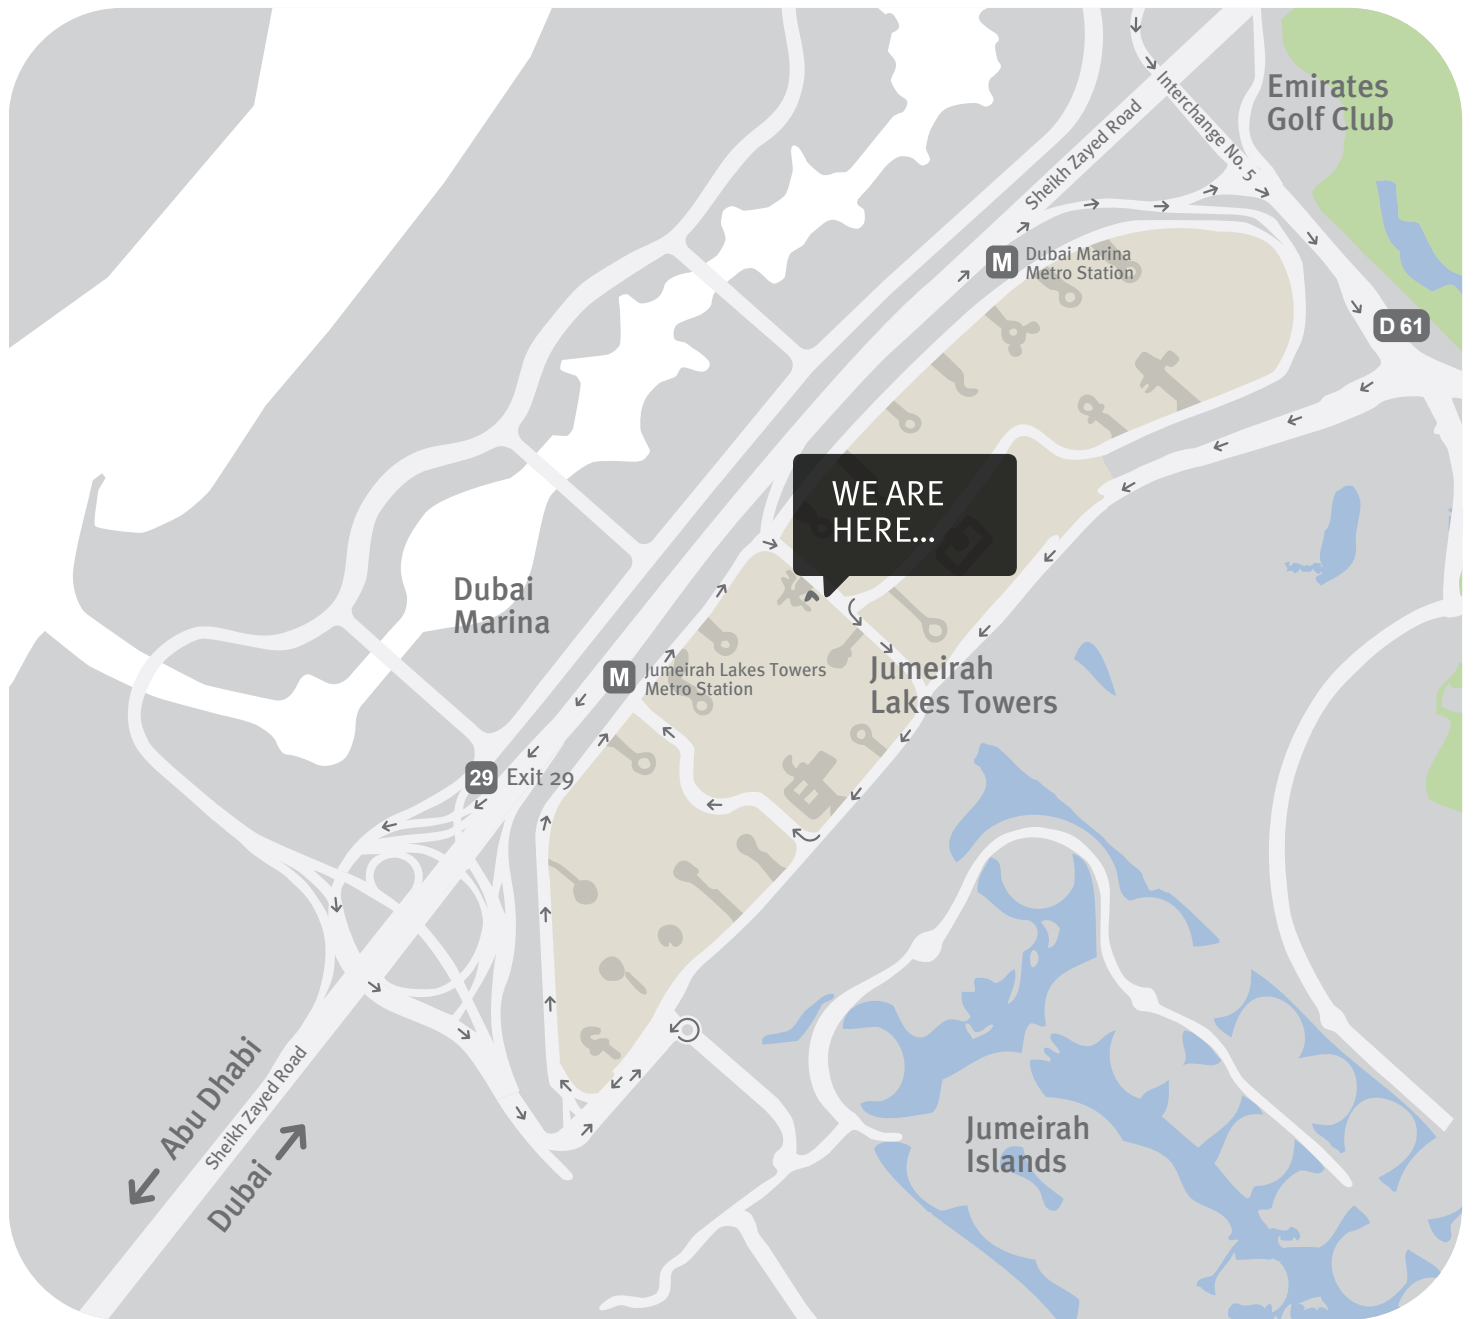 Emirates
Golf Club
Interchange No. 5
Sheikh Zayed Road
M
Dubai Marina
Metro Station
D 61
WE ARE
HERE...
Dubai
Marina
M
Jumeirah Lakes Towers
Metro Station
Jumeirah
Lakes Towers
29
Exit 29
Abu Dhabi
Sheikh Zayed Road
Dubai
Jumeirah
Islands